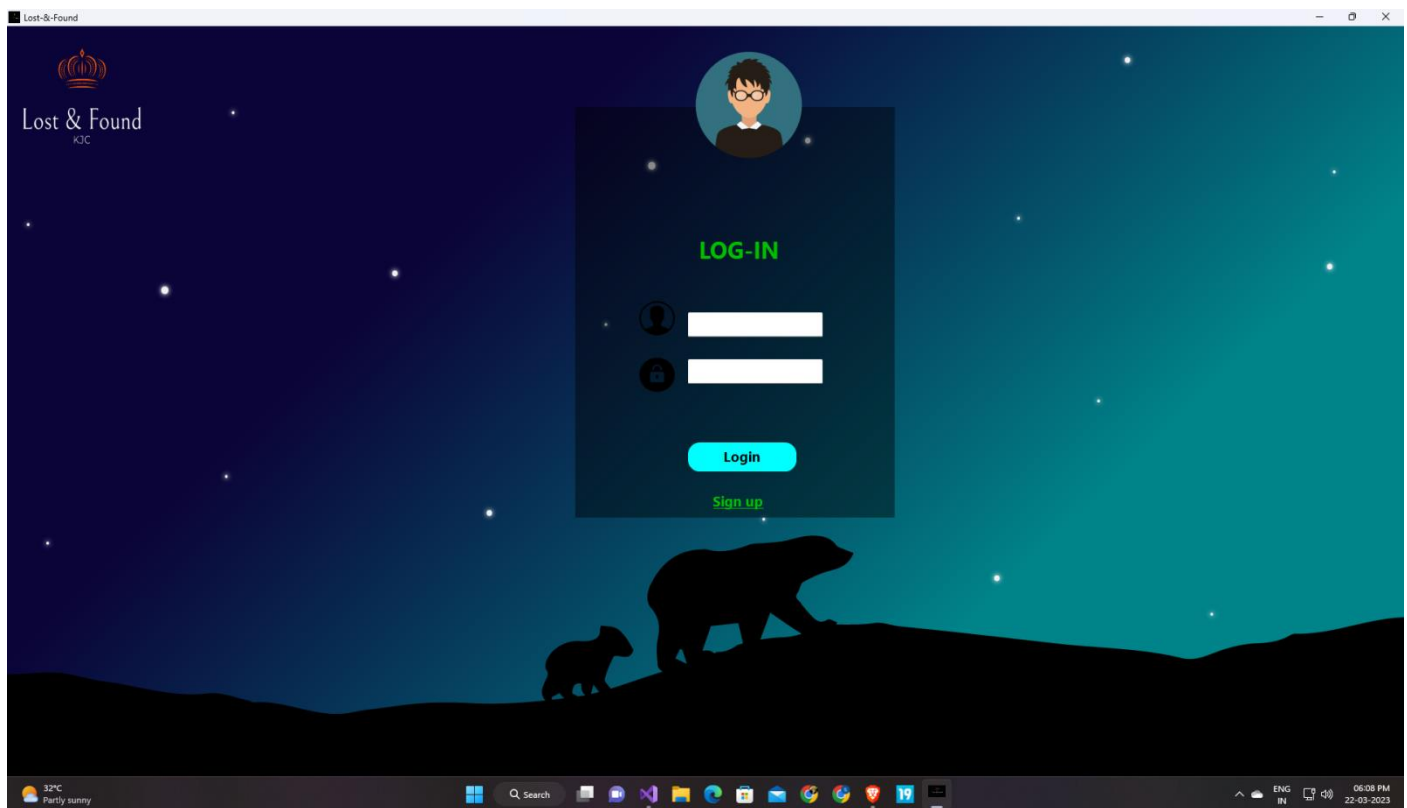 Lost-&-Found
Lost & Found
KJC
LOG-IN
Login
Sign up
32°C
Partly sunny
Search
19
ENG
IN
06:08 PM
22-03-2023